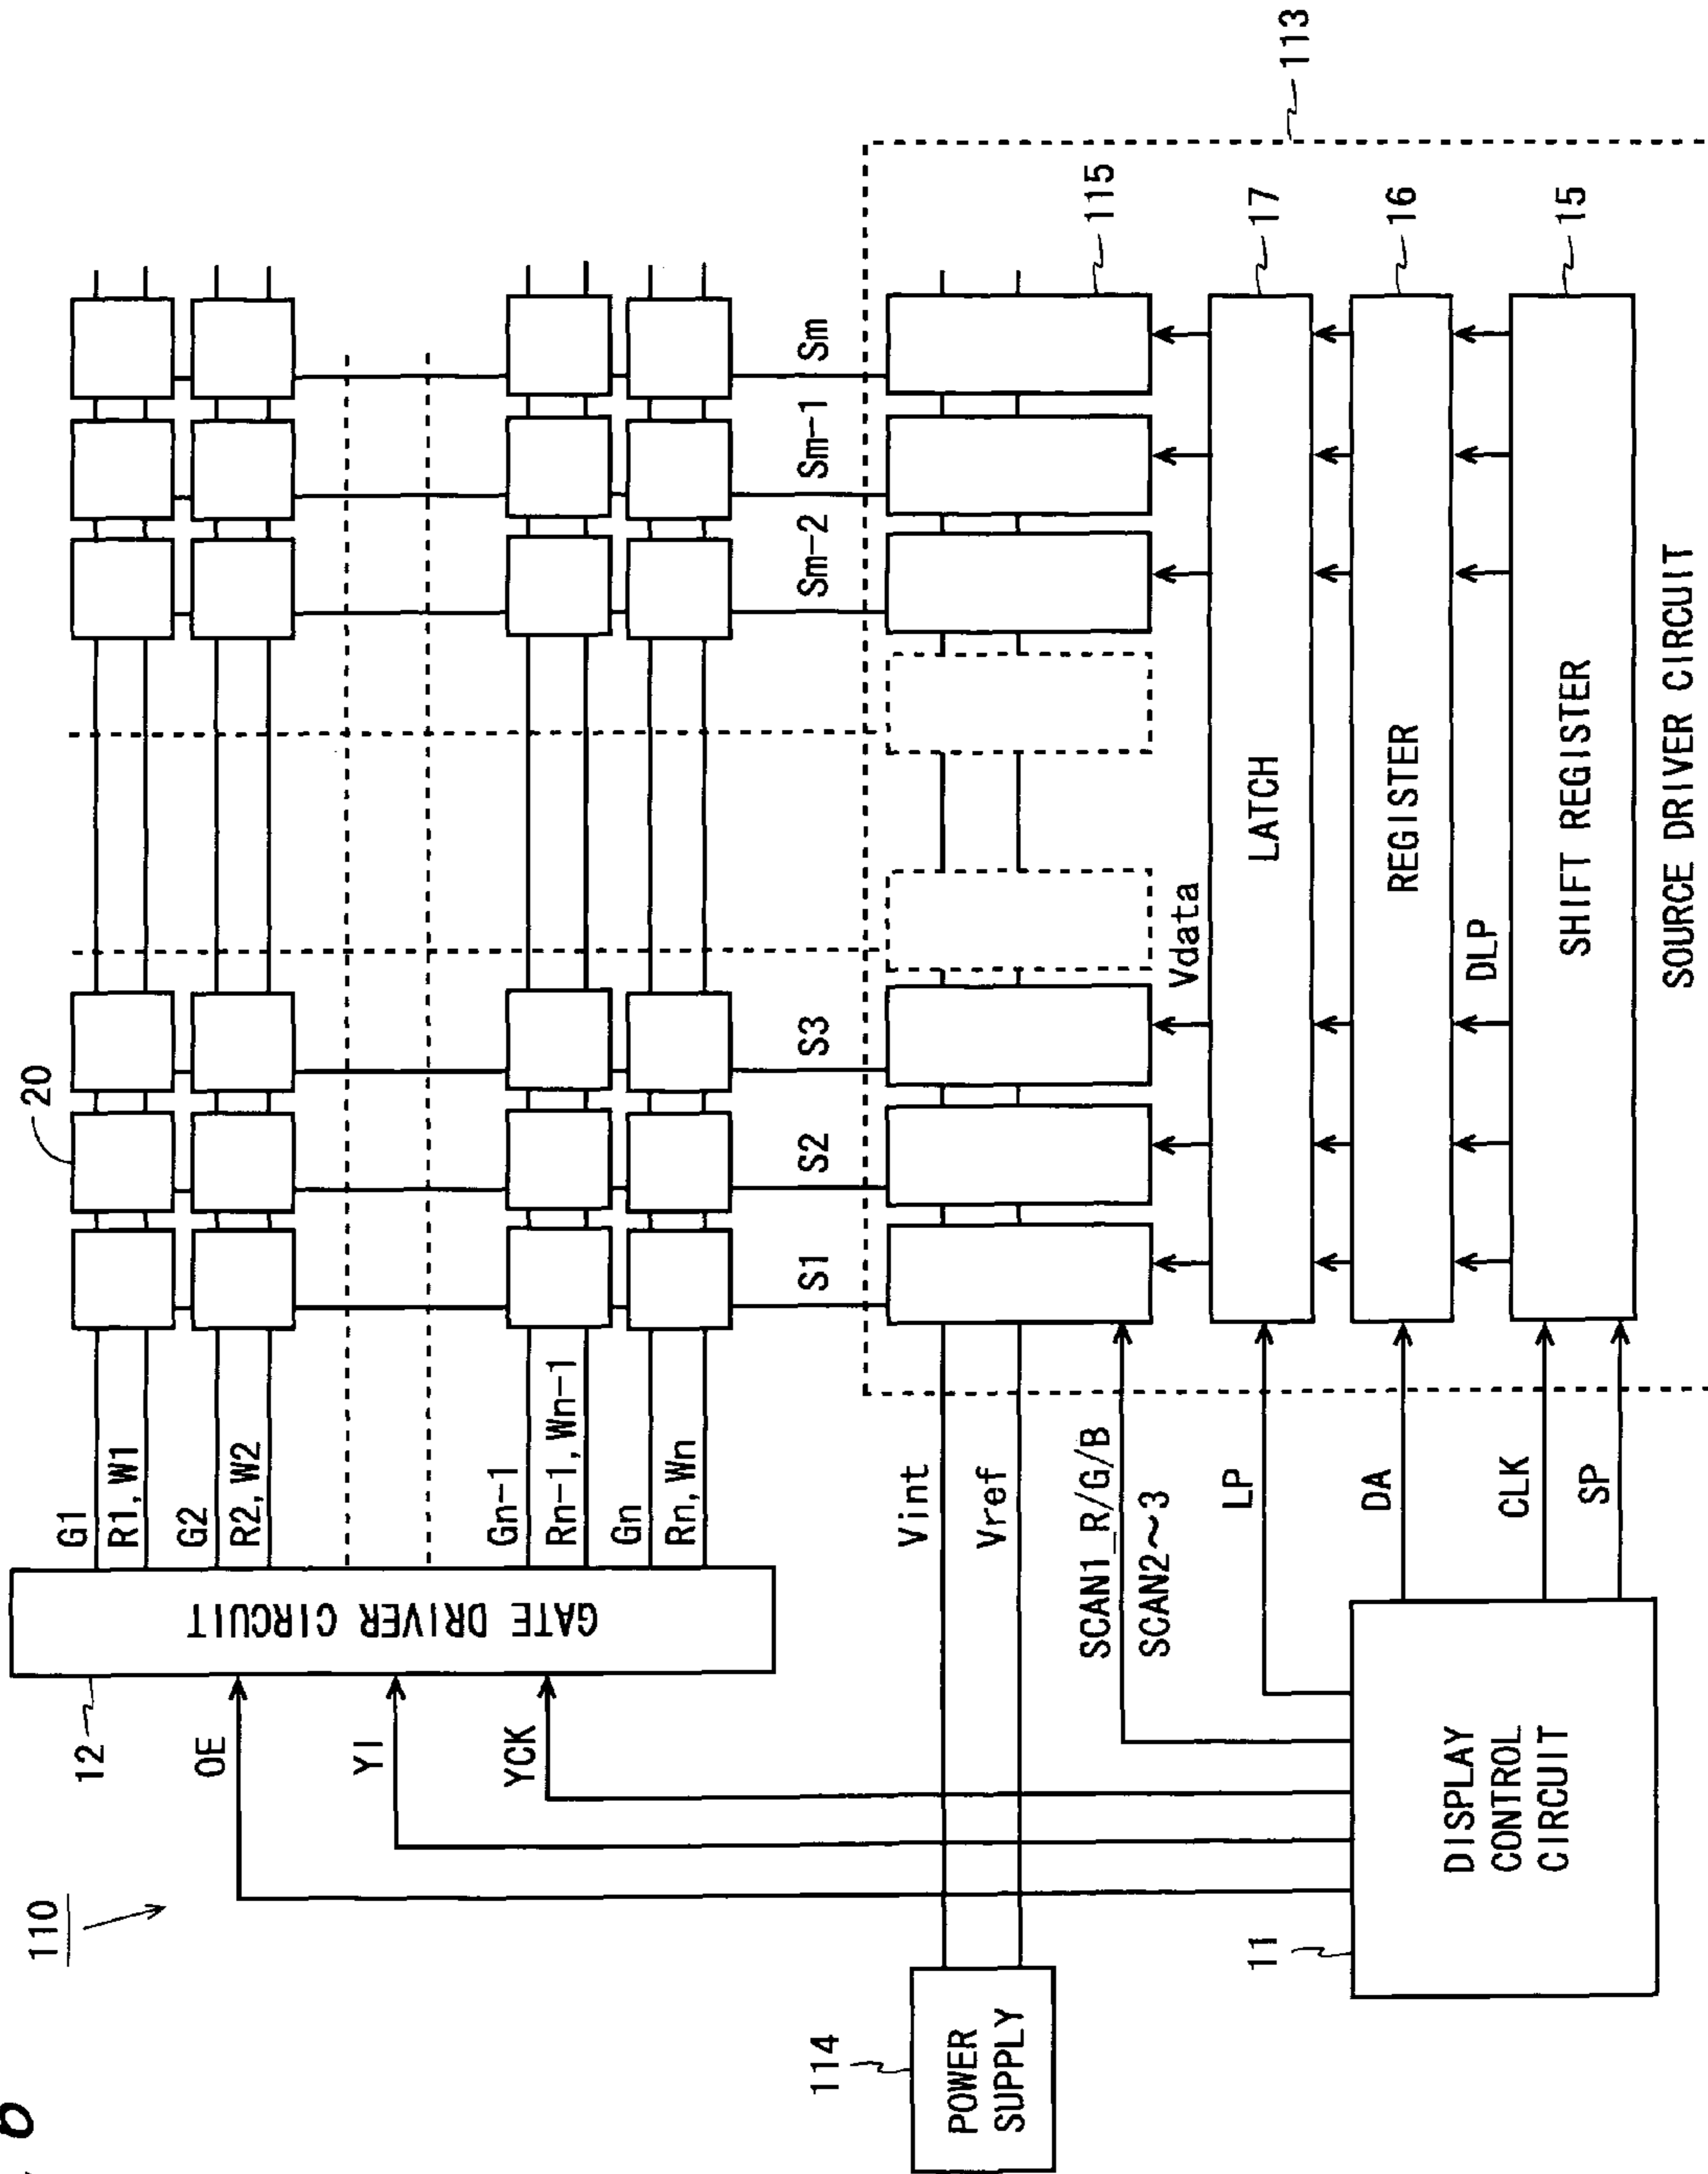 110
12
OE
YI
YCK
GATE DRIVER CIRCUIT
G1
R1, W1
G2
R2, W2
Gn-1
Rn-1, Wn-1
Gn
Rn, Wn
20
S1
S2
S3
Sm-2
Sm-1
Sm
114
POWER
SUPPLY
Vint
Vref
SCAN1_R/G/B
SCAN2~3
LP
DA
CLK
SP
11
DISPLAY
CONTROL
CIRCUIT
113
115
Vdata
LATCH
17
REGISTER
16
DLP
SHIFT REGISTER
15
SOURCE DRIVER CIRCUIT